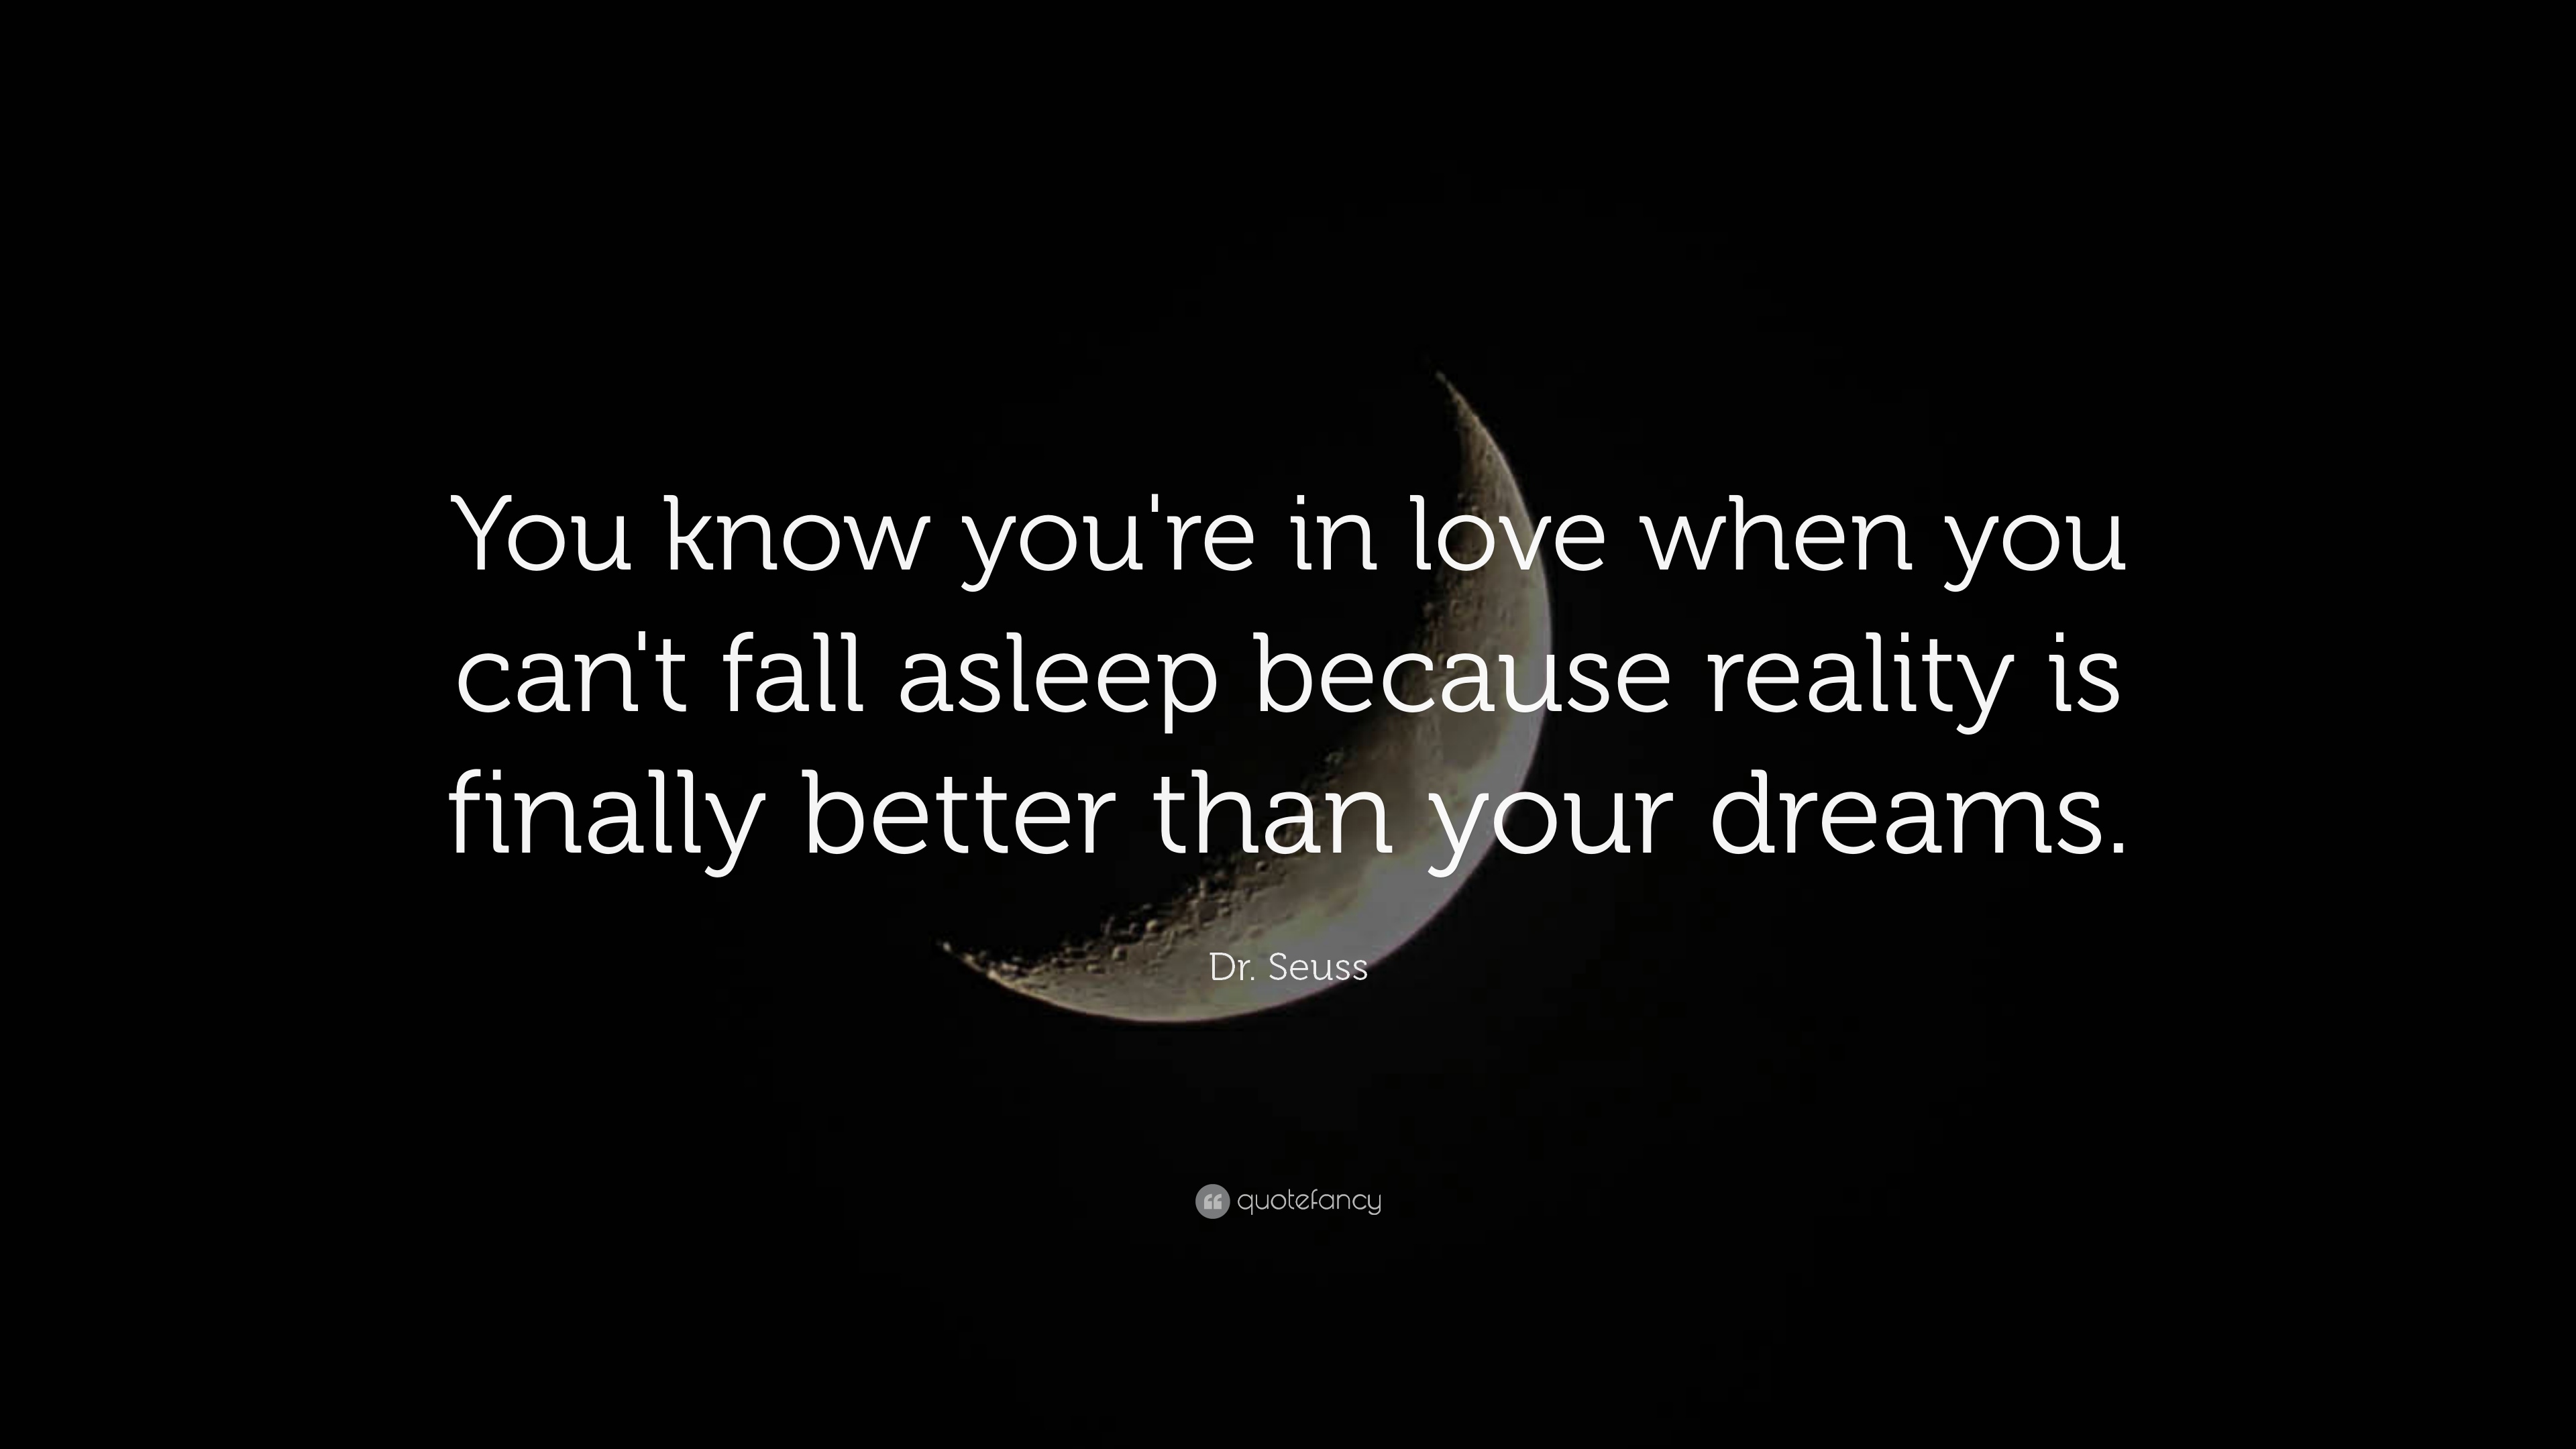 You know you're in love when you
can't fall asleep because reality is
finally better than your dreams.
Dr. Seuss
quotefancy